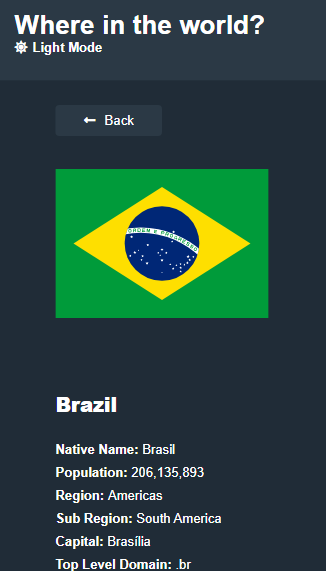 Where in the world?
Light Mode
Back
ORDEM E PROGRESSO
Brazil
Native Name: Brasil
Population: 206,135,893
Region: Americas
Sub Region: South America
Capital: Brasília
Top Level Domain: .br